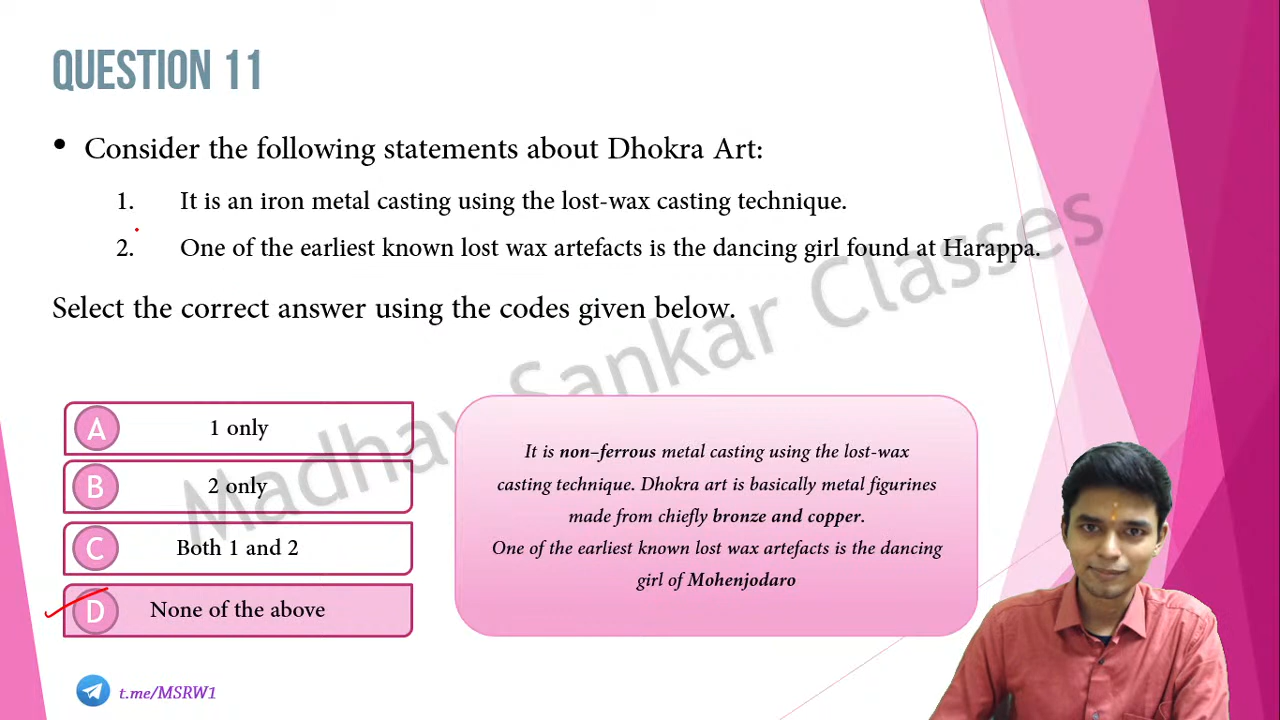 QUESTION 11
• Consider the following statements about Dhokra Art:
1. It is an iron metal casting using the lost-wax casting technique.
2. One of the earliest known lost wax artefacts is the dancing girl found at Harappa.
Select the correct answer using the codes given below.
Madhav Sankar Classes
A 1 only
B 2 only
C Both 1 and 2
D None of the above
It is non–ferrous metal casting using the lost-wax
casting technique. Dhokra art is basically metal figurines
made from chiefly bronze and copper.
One of the earliest known lost wax artefacts is the dancing
girl of Mohenjodaro
t.me/MSRW1